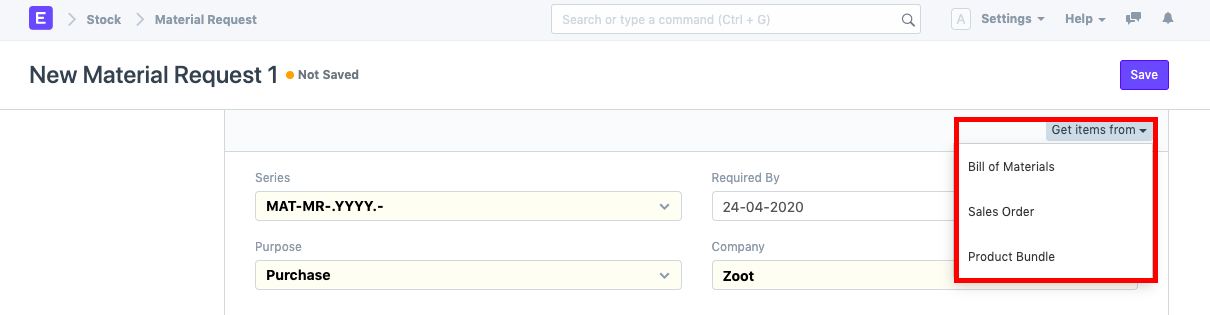 E Stock Material Request Search or type a command (Ctrl + G) A Settings Help
New Material Request 1 Not Saved Save
Get items from
Series Required By Bill of Materials
MAT-MR-.YYYY.- 24-04-2020 Sales Order
Purpose Company Product Bundle
Purchase Zoot